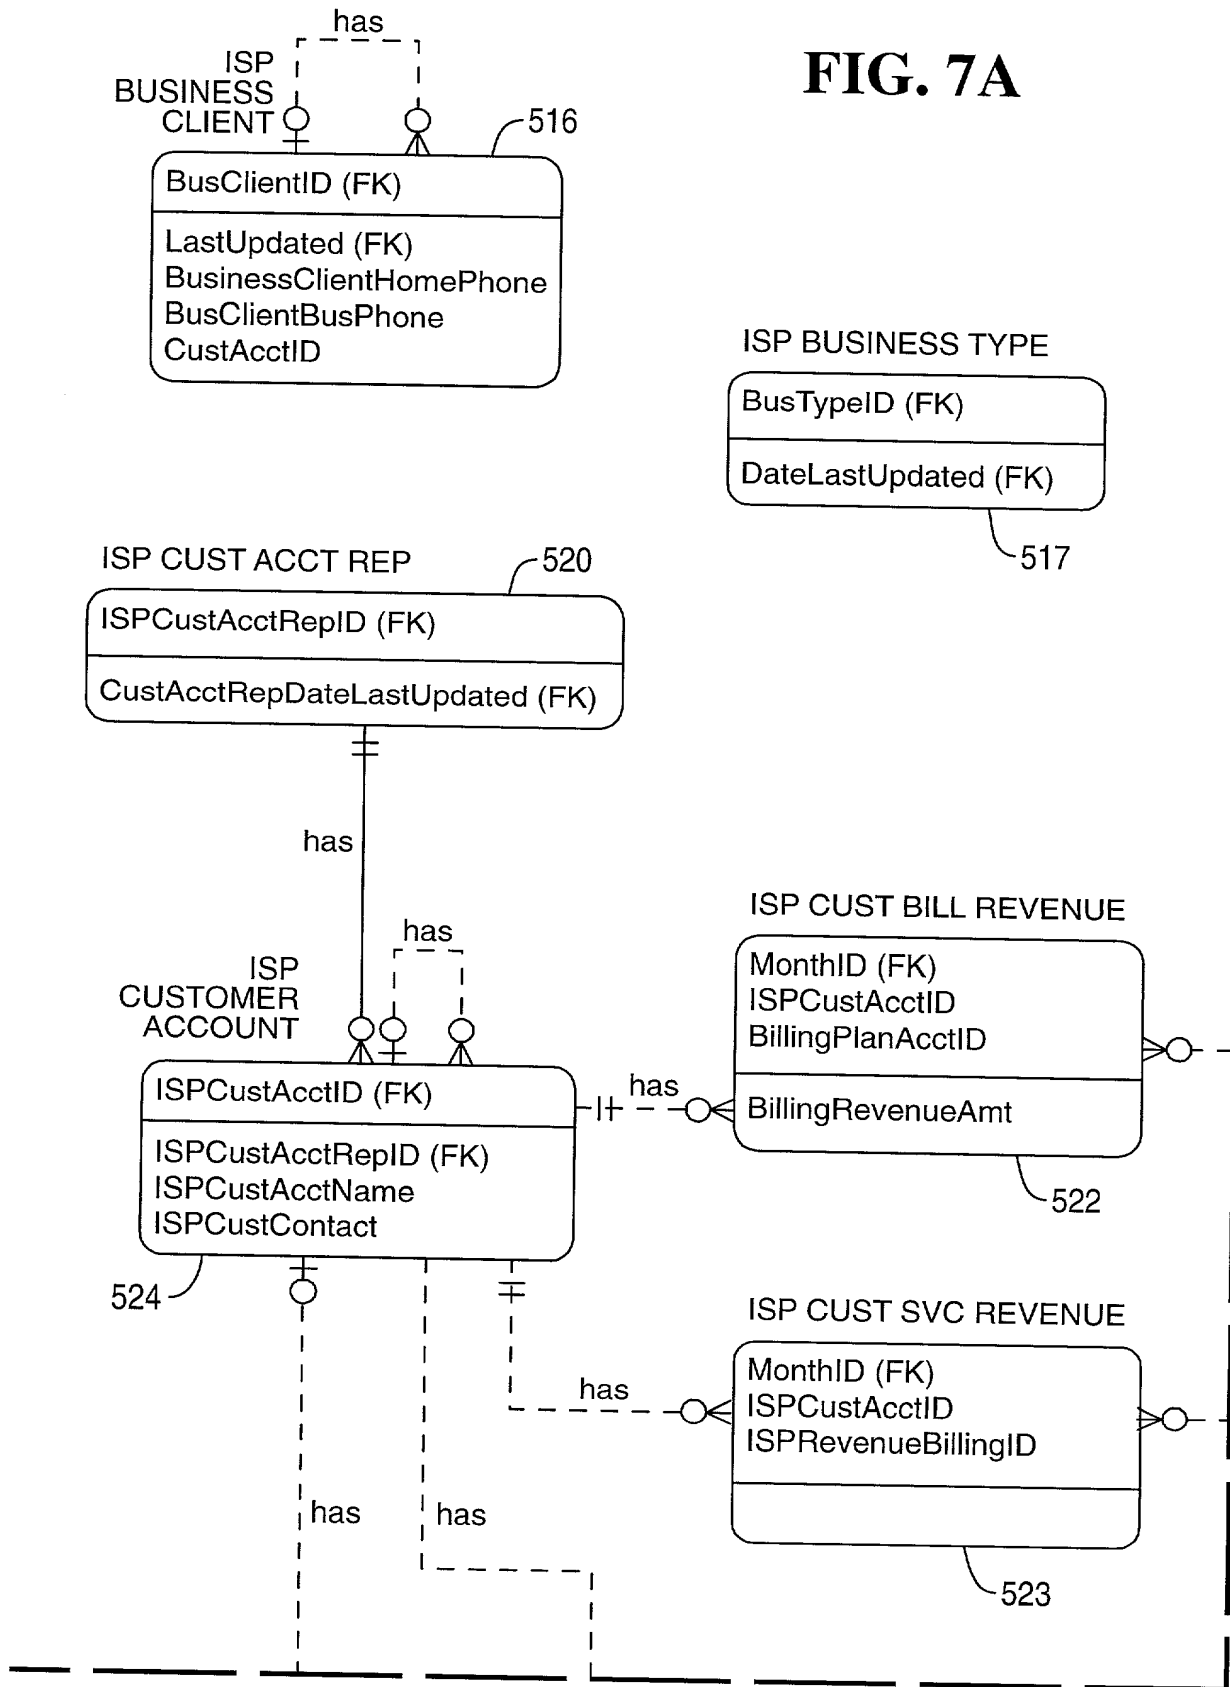 FIG. 7A
has
ISP
BUSINESS
CLIENT
516
BusClientID (FK)
LastUpdated (FK)
BusinessClientHomePhone
BusClientBusPhone
CustAcctID
ISP BUSINESS TYPE
BusTypeID (FK)
DateLastUpdated (FK)
517
ISP CUST ACCT REP
520
ISPCustAcctRepID (FK)
CustAcctRepDateLastUpdated (FK)
has
has
ISP
CUSTOMER
ACCOUNT
ISPCustAcctID (FK)
ISPCustAcctRepID (FK)
ISPCustAcctName
ISPCustContact
524
has
ISP CUST BILL REVENUE
MonthID (FK)
ISPCustAcctID
BillingPlanAcctID
BillingRevenueAmt
522
ISP CUST SVC REVENUE
MonthID (FK)
ISPCustAcctID
ISPRevenueBillingID
523
has
has
has